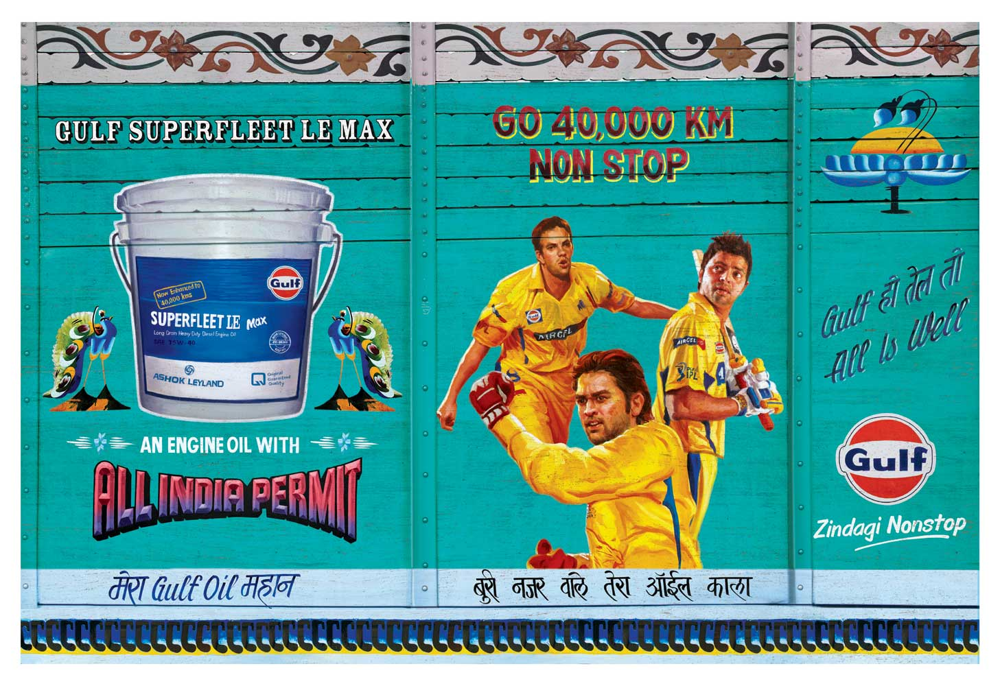 GULF SUPERFLEET LE MAX
Now Enhanced to
40,000 kms
Gulf
SUPERFLEET LE MAX
Long Drain Heavy Duty Diesel Engine Oil
SAE 15W-40
ASHOK LEYLAND
Original
Guaranteed
Quality
AN ENGINE OIL WITH
ALL INDIA PERMIT
मेरा Gulf Oil महान
GO 40,000 KM
NON STOP
Gulf
AIRCEL
AIRCEL
IPL
बुरी नजर वाले तेरा ऑईल काला
Gulf ही तेल तो
All Is Well
Gulf
Zindagi Nonstop